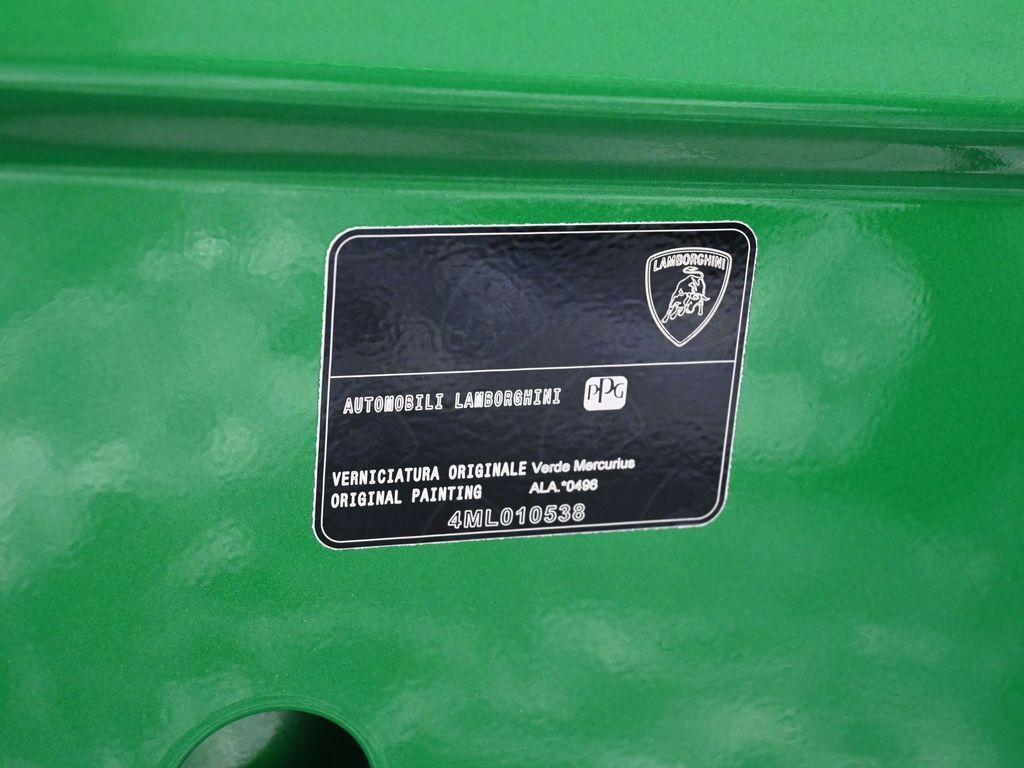 LAMBORGHINI
AUTOMOBILI LAMBORGHINI PPG
VERNICIATURA ORIGINALE Verde Mercurius
ORIGINAL PAINTING ALA.*0496
4ML010538